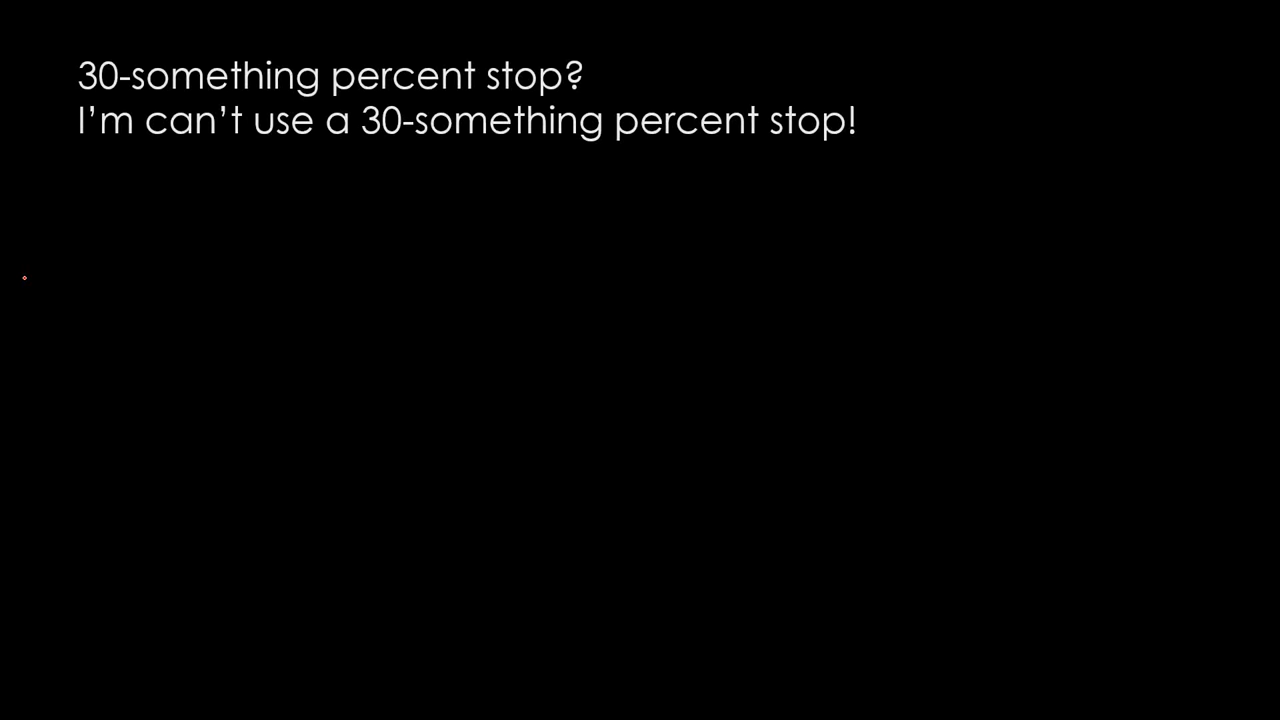 30-something percent stop?
I’m can’t use a 30-something percent stop!